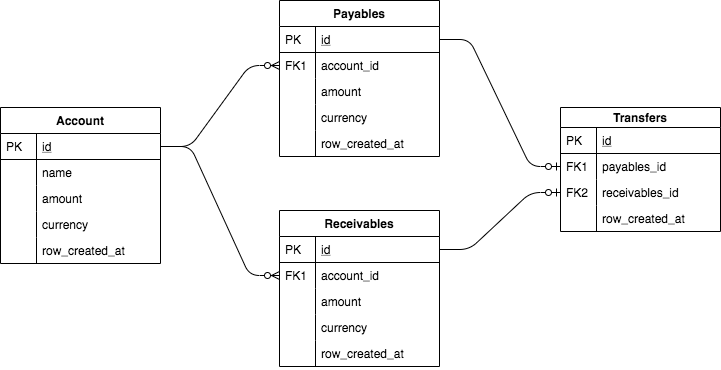 Payables
PK id
FK1 account_id
amount
currency
row_created_at
Account
PK id
name
amount
currency
row_created_at
Transfers
PK id
FK1 payables_id
FK2 receivables_id
row_created_at
Receivables
PK id
FK1 account_id
amount
currency
row_created_at